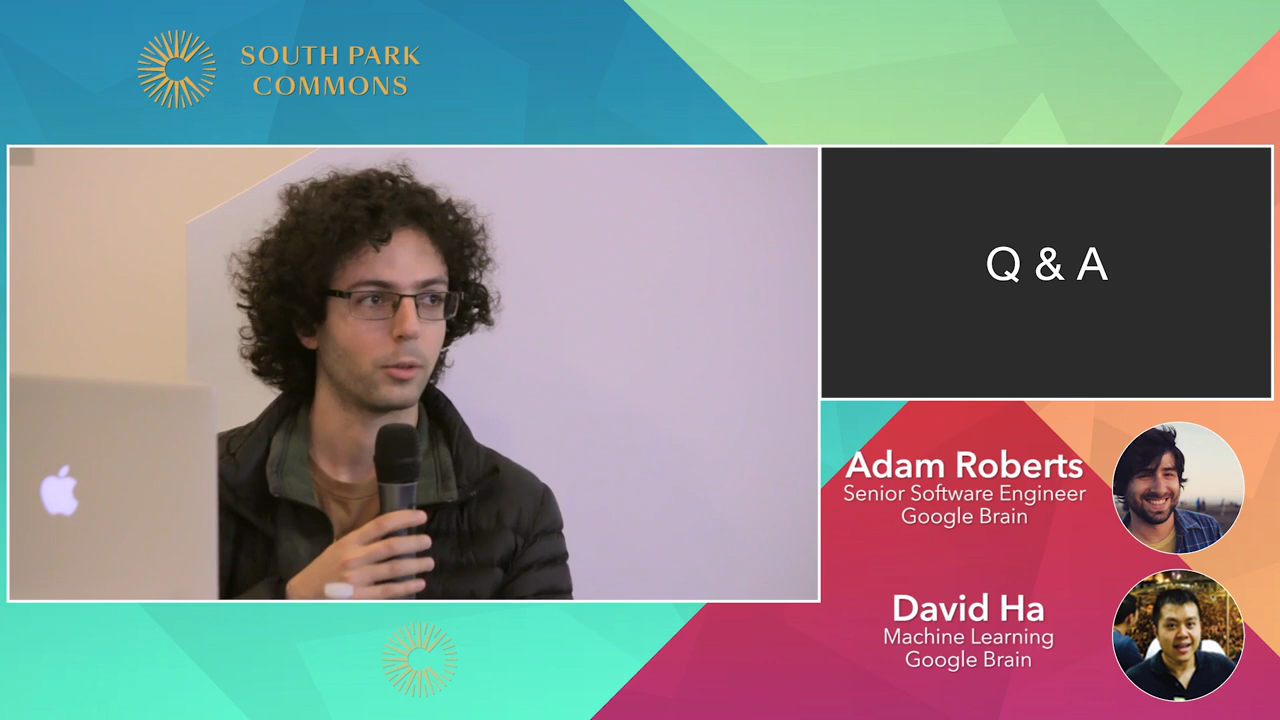 SOUTH PARK
COMMONS
Q & A
Adam Roberts
Senior Software Engineer
Google Brain
David Ha
Machine Learning
Google Brain